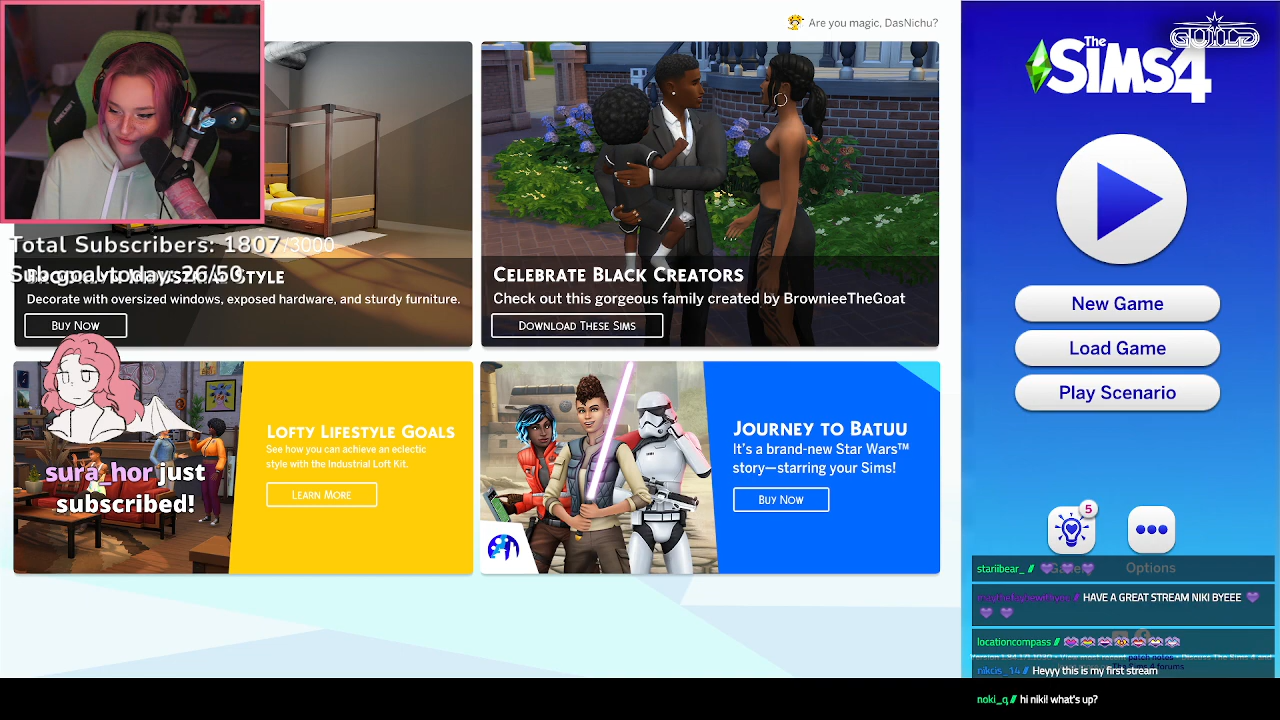 Are you magic, DasNichu?
GUILD
The
SiMS4
Total Subscribers: 1807/3000
Sub goal today: 26/50
STYLE
Decorate with oversized windows, exposed hardware, and sturdy furniture.
Buy Now
Celebrate Black Creators
Check out this gorgeous family created by BrownieeTheGoat
Download These Sims
New Game
Load Game
Play Scenario
Lofty Lifestyle Goals
See how you can achieve an eclectic
style with the Industrial Loft Kit.
Learn More
sura_hor just
subscribed!
Journey to Batuu
It's a brand-new Star Wars™
story—starring your Sims!
Buy Now
5
Options
stariibear_ //
HAVE A GREAT STREAM NIKI BYEEE
locationcompass //
nikcis_14 // Heyyy this is my first stream
noki_q // hi niki! what's up?